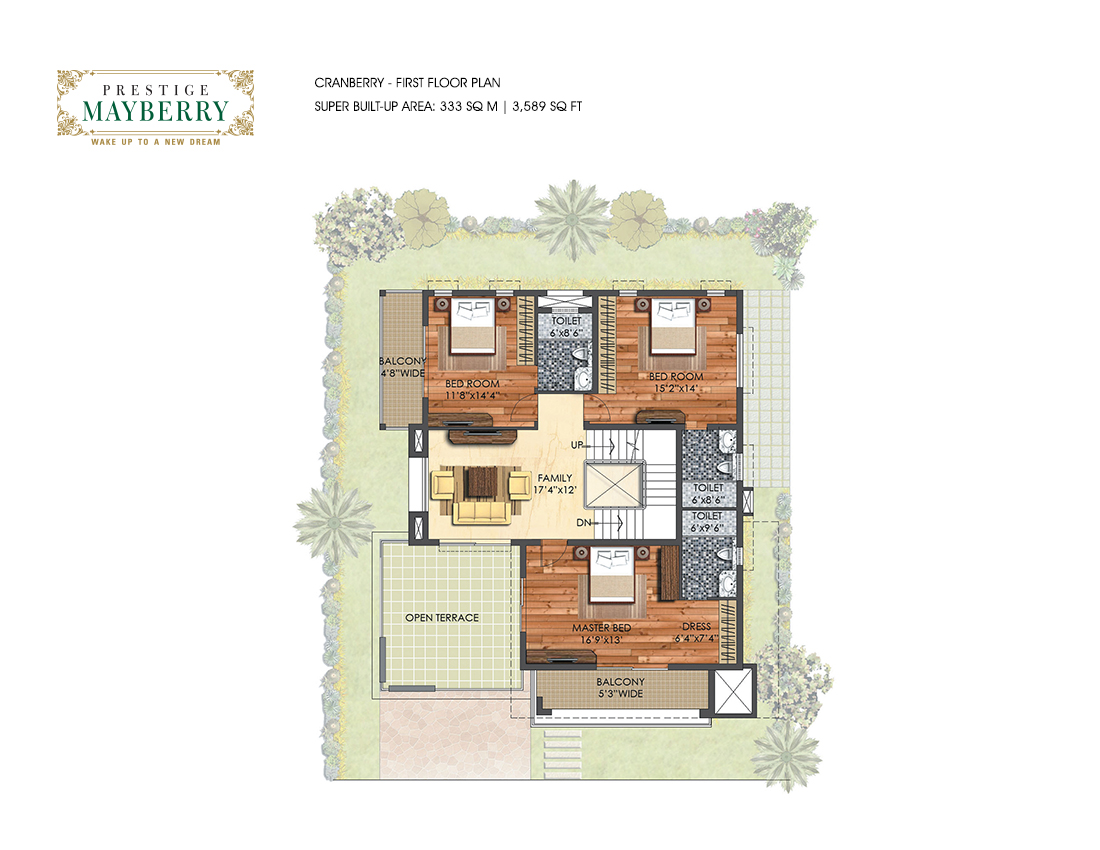 PRESTIGE
MAYBERRY
WAKE UP TO A NEW DREAM
CRANBERRY - FIRST FLOOR PLAN
SUPER BUILT-UP AREA: 333 SQ M | 3,589 SQ FT
TOILET
6'x8'6"
BALCONY
4'8"WIDE
BED ROOM
11'8"x14'4"
BED ROOM
15'2"x14'
UP
FAMILY
17'4"x12'
TOILET
6'x8'6"
TOILET
6'x9'6"
DN
OPEN TERRACE
MASTER BED
16'9"x13'
DRESS
6'4"x7'4"
BALCONY
5'3"WIDE